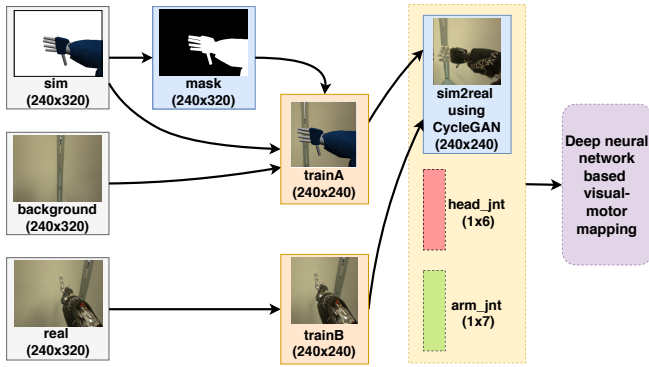 sim
(240x320)
mask
(240x320)
background
(240x320)
real
(240x320)
trainA
(240x240)
trainB
(240x240)
sim2real
using
CycleGAN
(240x240)
head_jnt
(1x6)
arm_jnt
(1x7)
Deep neural
network
based
visual-
motor
mapping